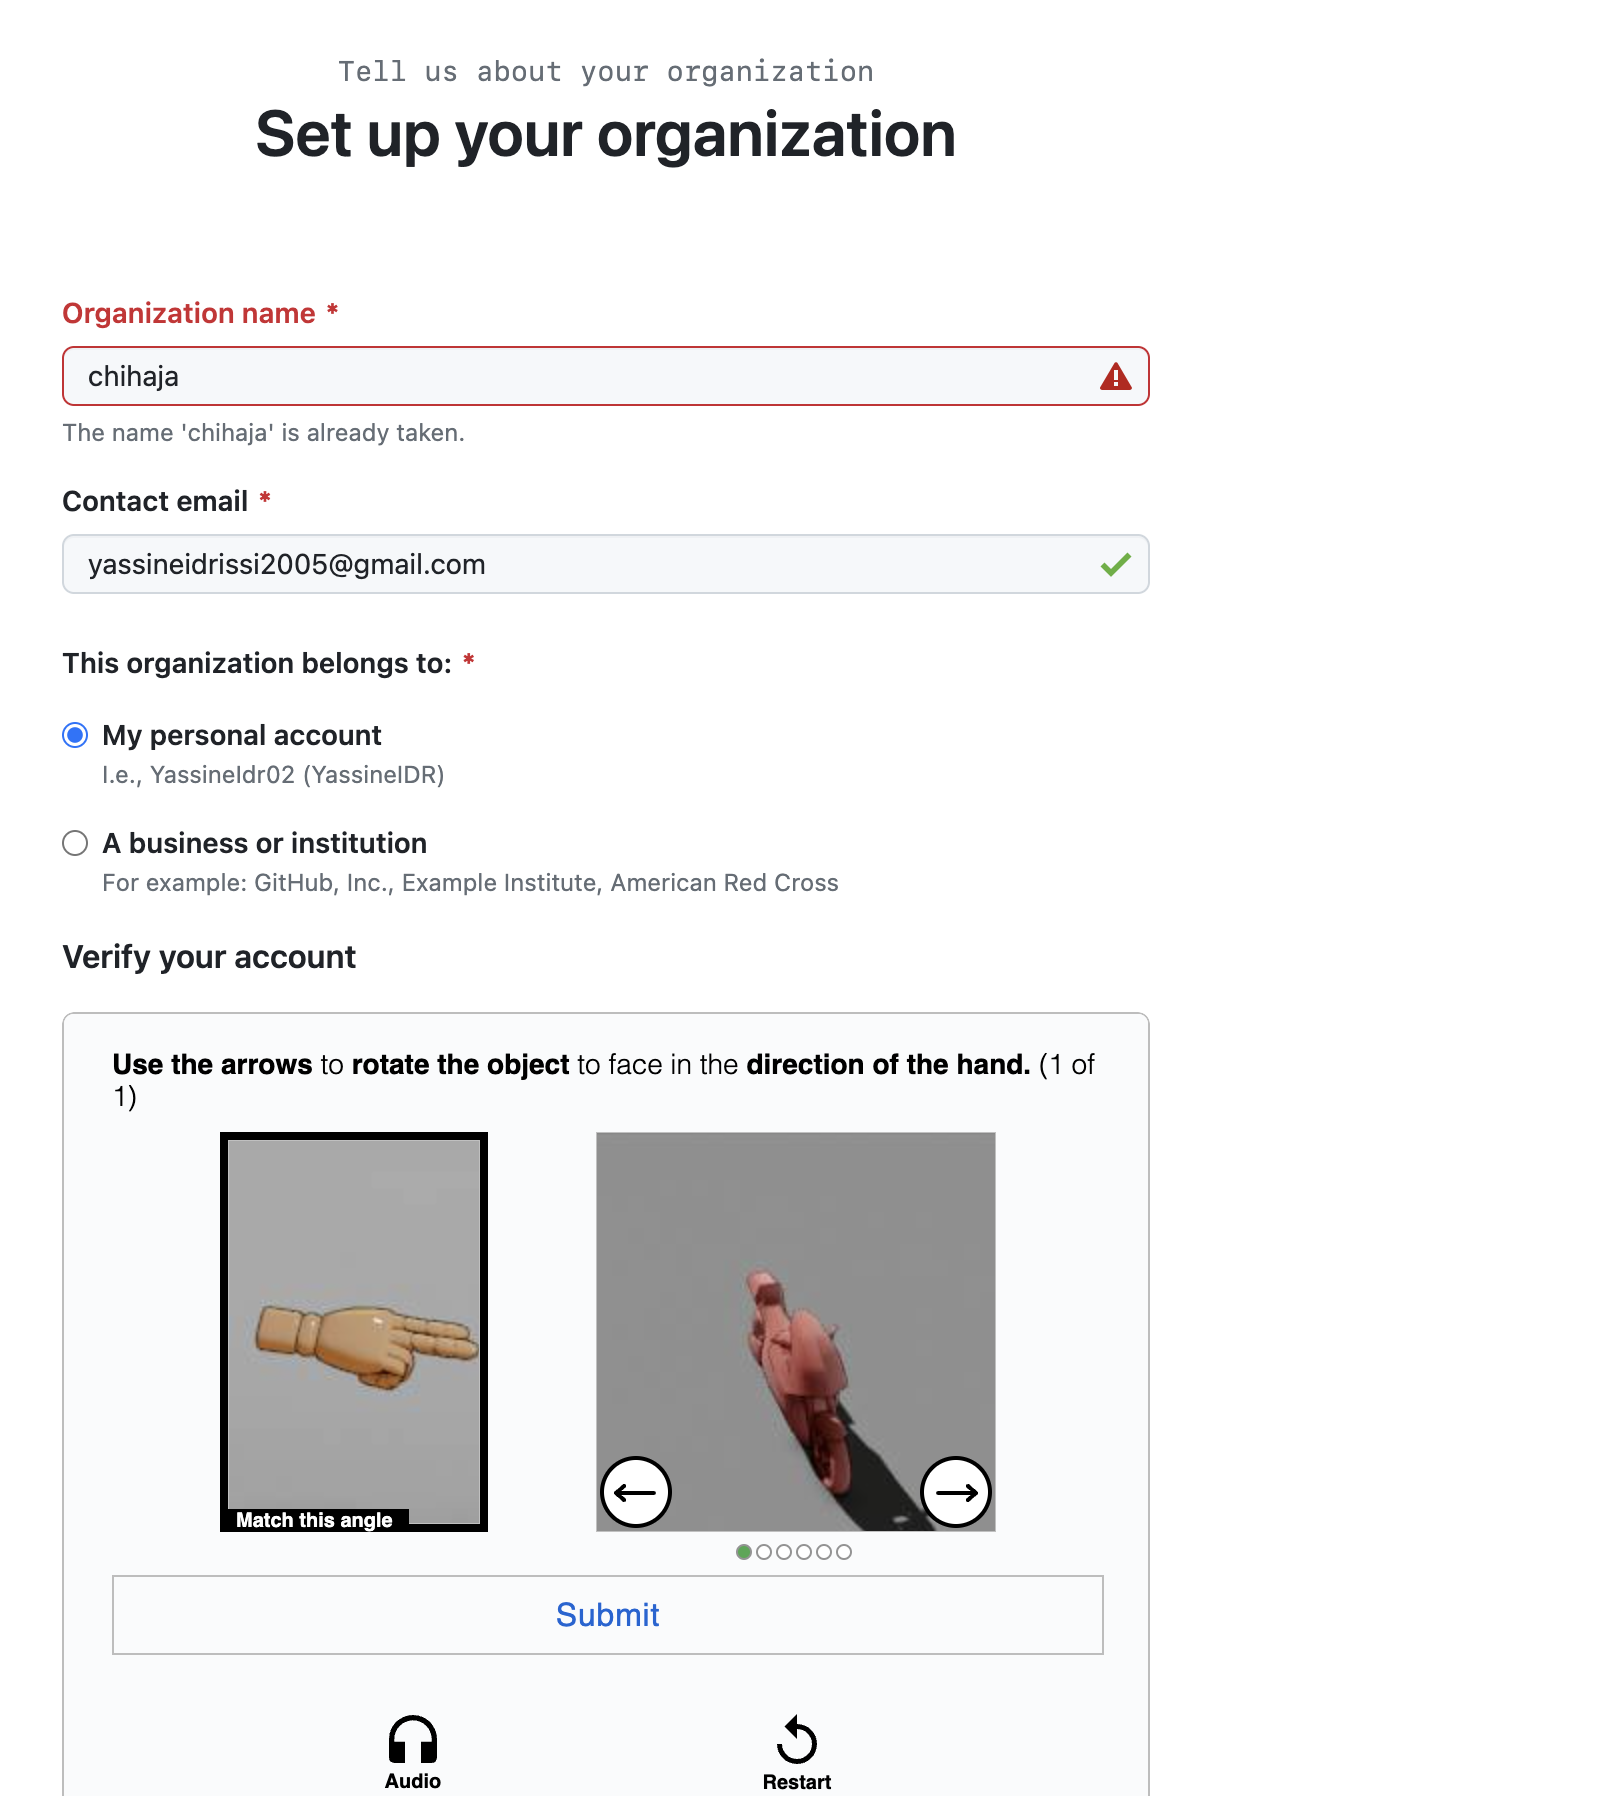 Tell us about your organization
Set up your organization
Organization name *
chihaja
The name 'chihaja' is already taken.
Contact email *
yassineidrissi2005@gmail.com
This organization belongs to: *
My personal account
I.e., YassineIdr02 (YassineIDR)
A business or institution
For example: GitHub, Inc., Example Institute, American Red Cross
Verify your account
Use the arrows to rotate the object to face in the direction of the hand. (1 of
1)
Match this angle
Submit
Audio
Restart